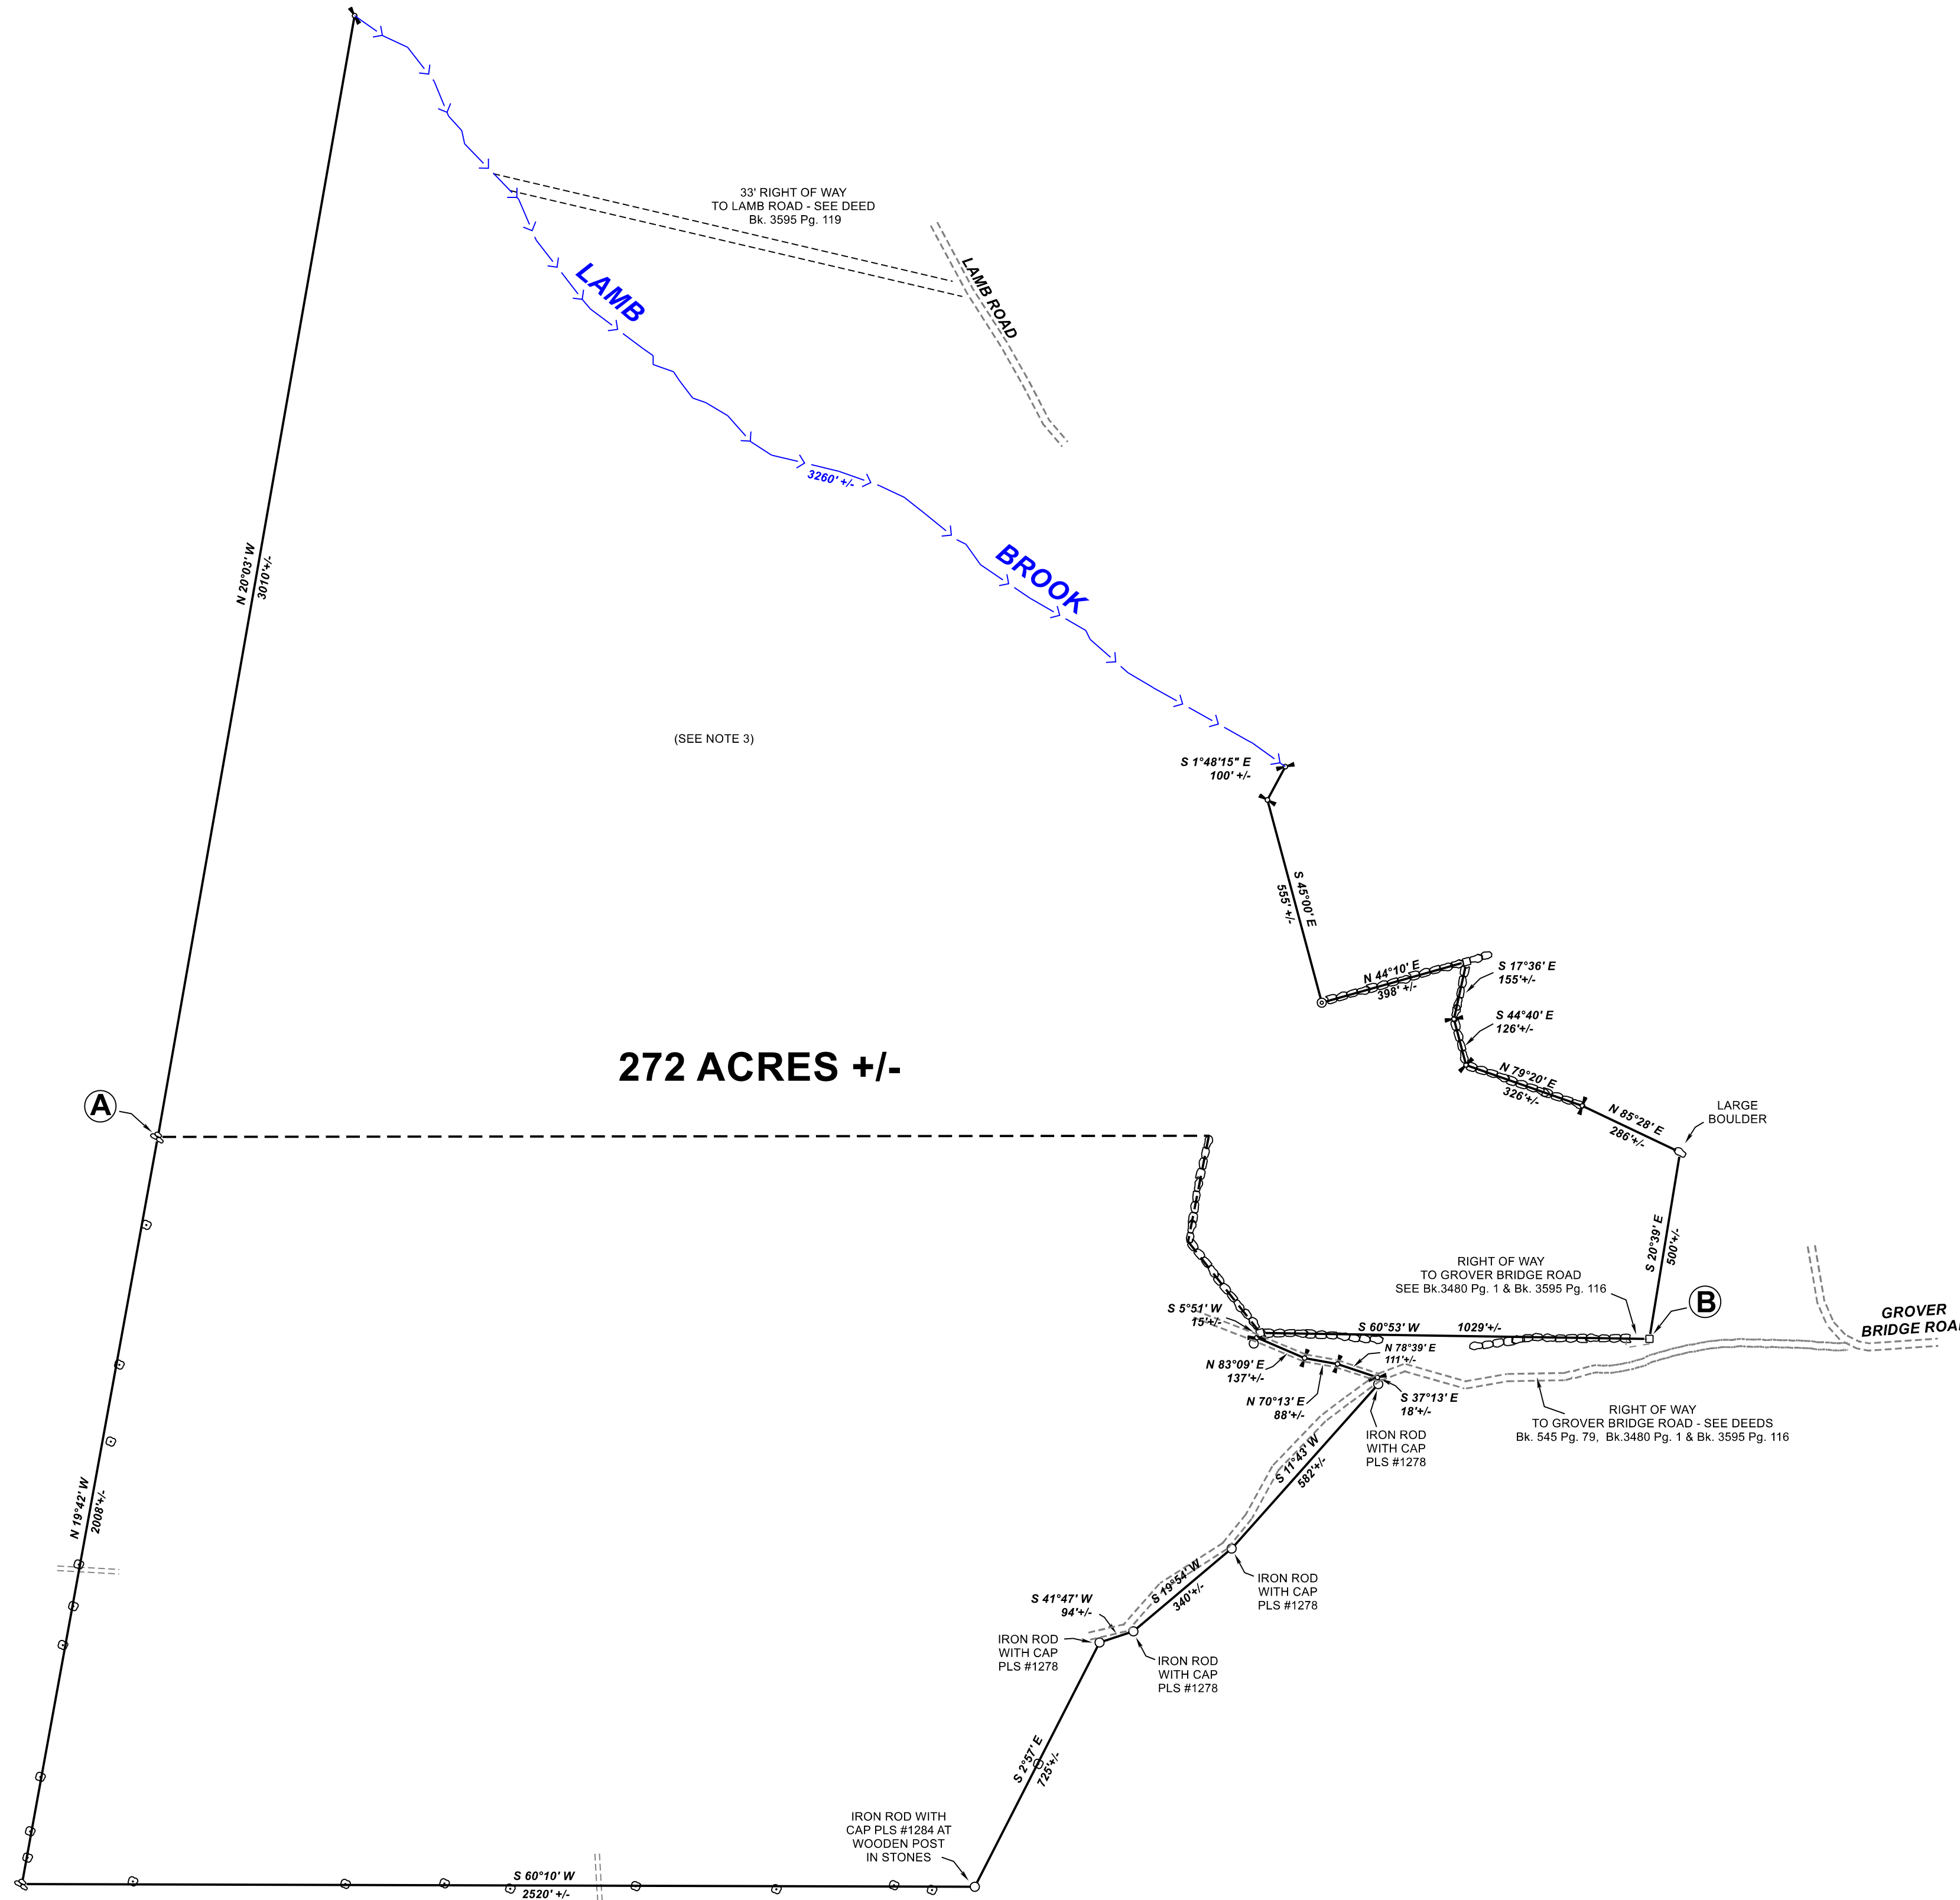 33' RIGHT OF WAY
TO LAMB ROAD - SEE DEED
Bk. 3595 Pg. 119
LAMB ROAD
LAMB
3260' +/-
BROOK
N 20°03' W
3010'+/-
(SEE NOTE 3)
S 1°48'15" E
100' +/-
S 45°00' E
555' +/-
N 44°10' E
398' +/-
S 17°36' E
155'+/-
S 44°40' E
126'+/-
N 79°20' E
326'+/-
N 85°28' E
286'+/-
LARGE
BOULDER
272 ACRES +/-
A
S 20°39' E
500'+/-
RIGHT OF WAY
TO GROVER BRIDGE ROAD
SEE Bk.3480 Pg. 1 & Bk. 3595 Pg. 116
B
GROVER
BRIDGE ROA
S 5°51' W
15'+/-
S 60°53' W
1029'+/-
N 78°39' E
111'+/-
N 83°09' E
137'+/-
N 70°13' E
88'+/-
S 37°13' E
18'+/-
RIGHT OF WAY
TO GROVER BRIDGE ROAD - SEE DEEDS
Bk. 545 Pg. 79, Bk.3480 Pg. 1 & Bk. 3595 Pg. 116
IRON ROD
WITH CAP
PLS #1278
S 11°43' W
582'+/-
N 19°42' W
2008'+/-
IRON ROD
WITH CAP
PLS #1278
S 19°54' W
340'+/-
S 41°47' W
94'+/-
IRON ROD
WITH CAP
PLS #1278
IRON ROD
WITH CAP
PLS #1278
S 2°57' E
725'+/-
IRON ROD WITH
CAP PLS #1284 AT
WOODEN POST
IN STONES
S 60°10' W
2520' +/-